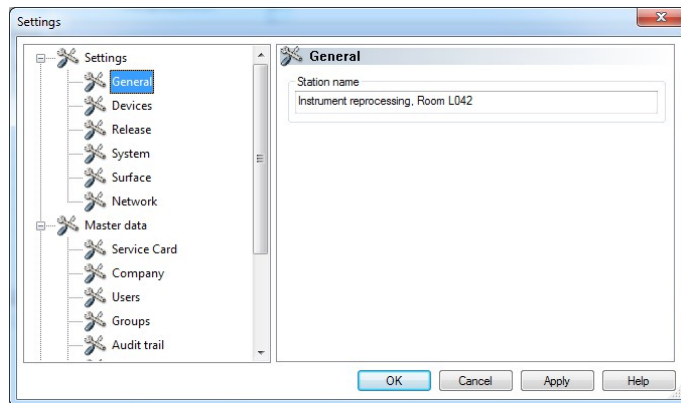 Settings
Settings
General
Devices
Release
System
Surface
Network
Master data
Service Card
Company
Users
Groups
Audit trail
General
Station name
Instrument reprocessing, Room L042
OK Cancel Apply Help